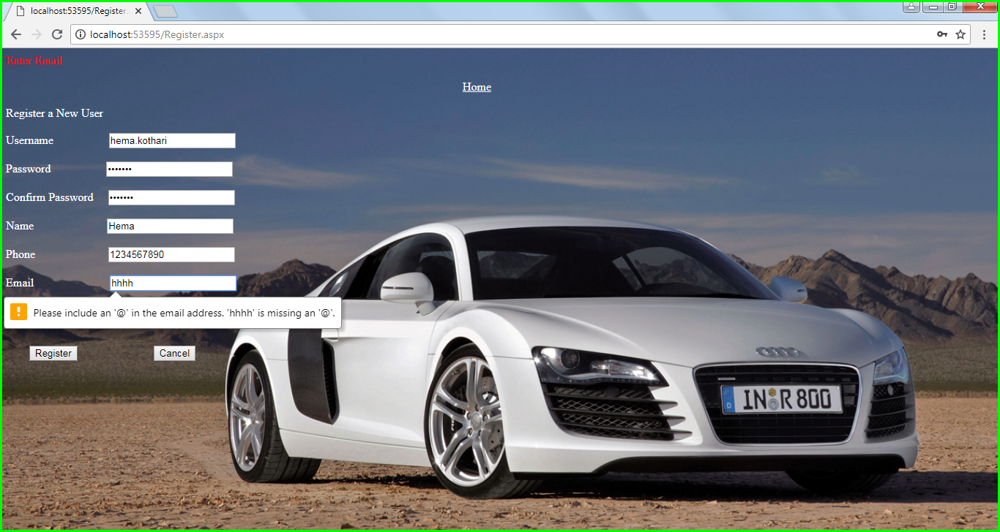 localhost:53595/Register.
localhost:53595/Register.aspx
Enter Email
Home
Register a New User
Username hema.kothari
Password •••••••
Confirm Password •••••••
Name Hema
Phone 1234567890
Email hhhh
Please include an '@' in the email address. 'hhhh' is missing an '@'.
Register Cancel
D IN R 800